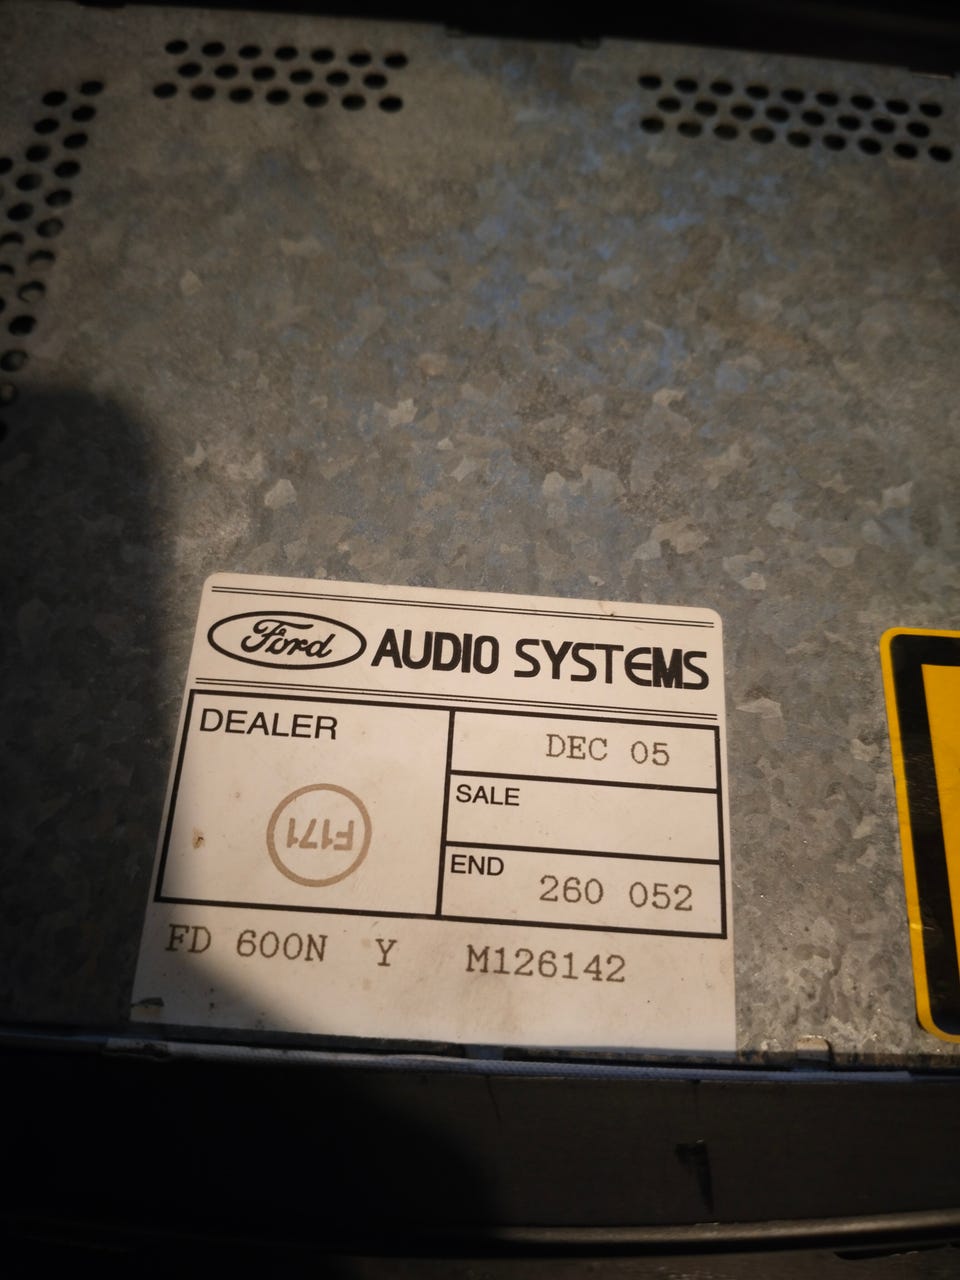 Ford AUDIO SYSTEMS
DEALER
DEC 05
SALE
F171
END 260 052
FD 600N Y M126142